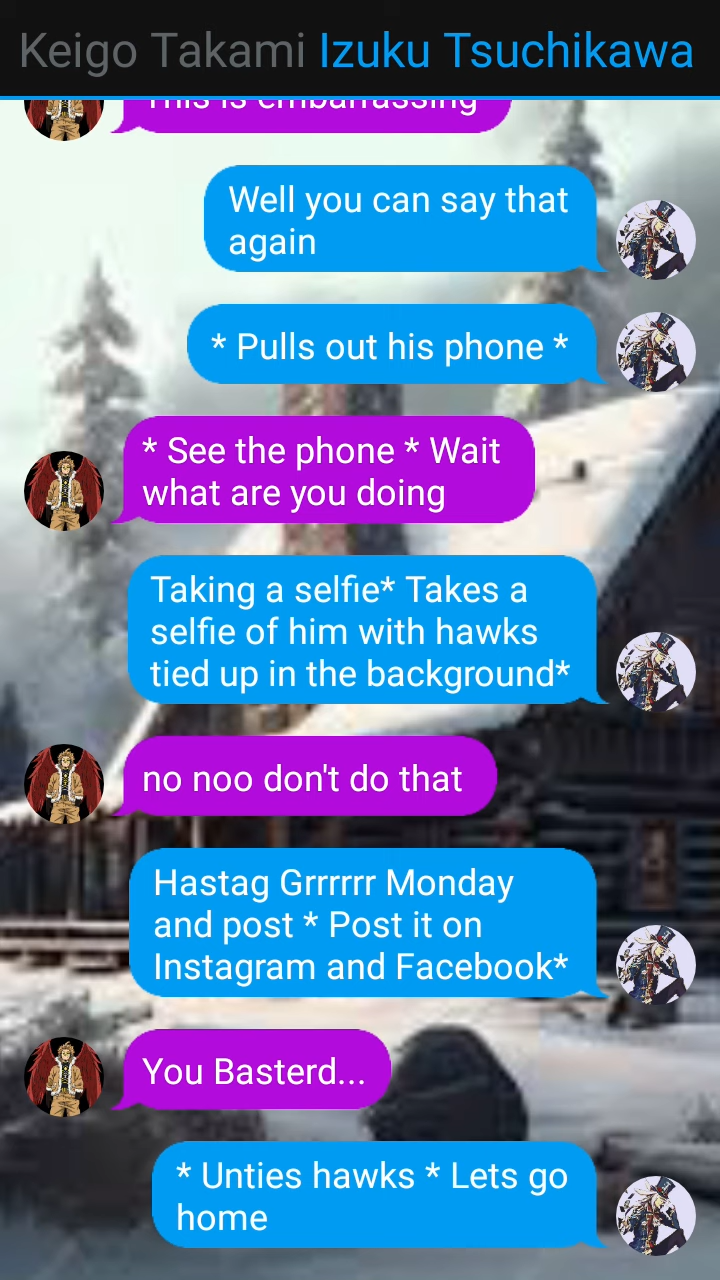 Keigo Takami Izuku Tsuchikawa
This is embarrassing
Well you can say that
again
* Pulls out his phone *
* See the phone * Wait
what are you doing
Taking a selfie* Takes a
selfie of him with hawks
tied up in the background*
no noo don't do that
Hastag Grrrrrr Monday
and post * Post it on
Instagram and Facebook*
You Basterd...
* Unties hawks * Lets go
home